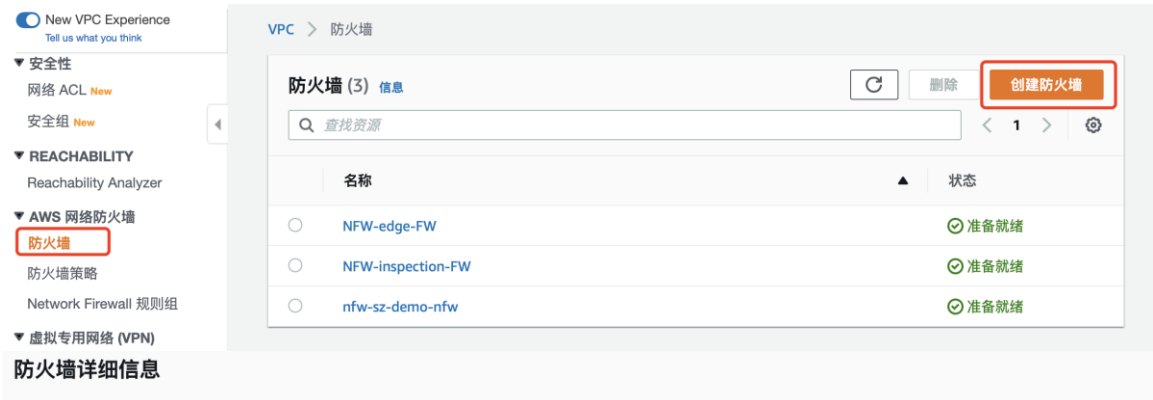 New VPC Experience
Tell us what you think
安全性
网络 ACL New
安全组 New
REACHABILITY
Reachability Analyzer
AWS 网络防火墙
防火墙
防火墙策略
Network Firewall 规则组
虚拟专用网络 (VPN)
VPC > 防火墙
防火墙 (3) 信息
删除
创建防火墙
查找资源
1
名称 状态
NFW-edge-FW 准备就绪
NFW-inspection-FW 准备就绪
nfw-sz-demo-nfw 准备就绪
防火墙详细信息